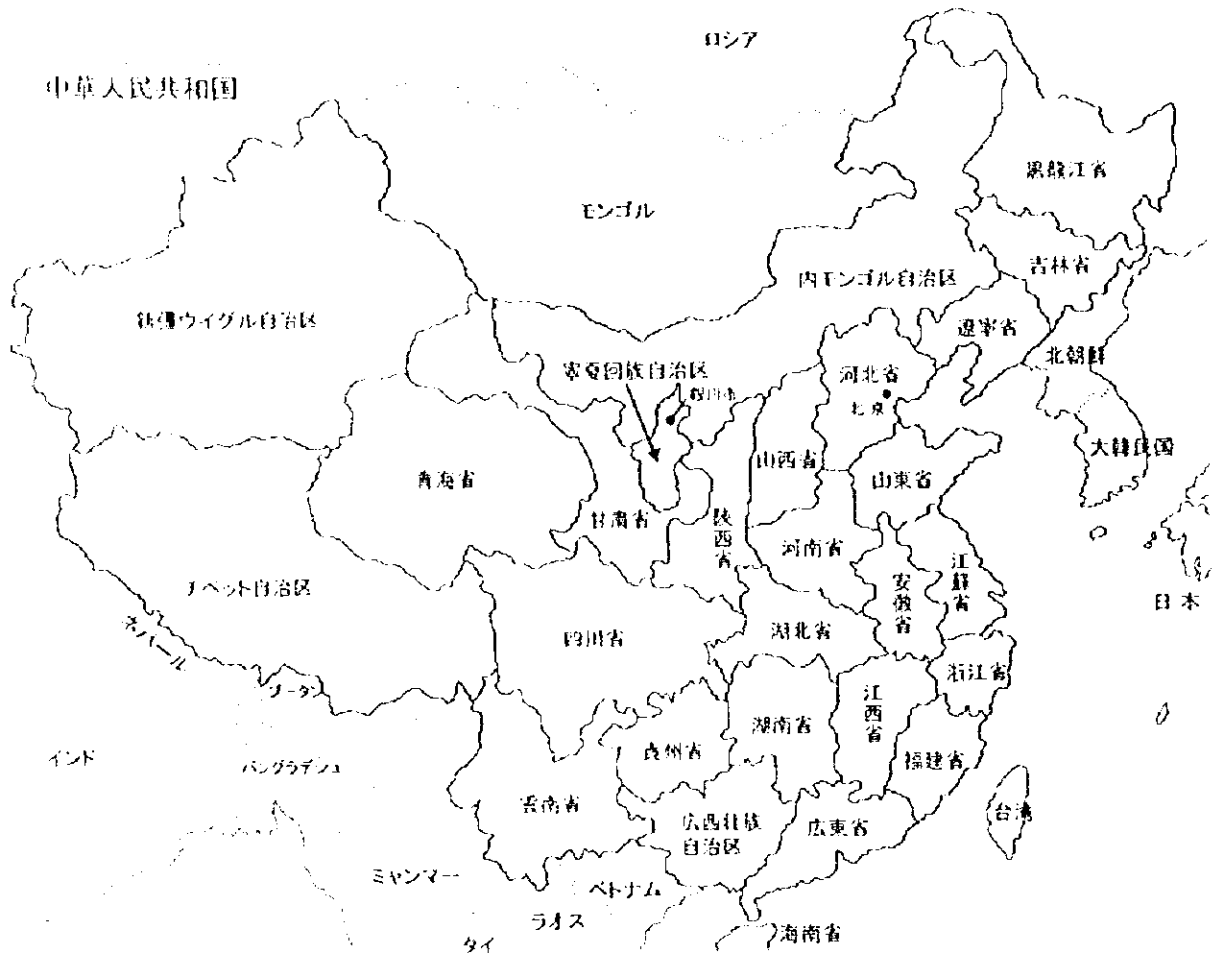 ロシア
中華人民共和国
黒龍江省
モンゴル
吉林省
内モンゴル自治区
新疆ウイグル自治区
遼寧省
北朝鮮
寧夏回族自治区
河北省
銀川市
北京
大韓民国
山西省
山東省
青海省
甘粛省
陝西省
河南省
江蘇省
安徽省
チベット自治区
日本
ネパール
四川省
湖北省
浙江省
ブータン
江西省
湖南省
貴州省
福建省
インド
バングラデシュ
雲南省
台湾
広西壮族
自治区
広東省
ミャンマー
ベトナム
ラオス
海南省
タイ